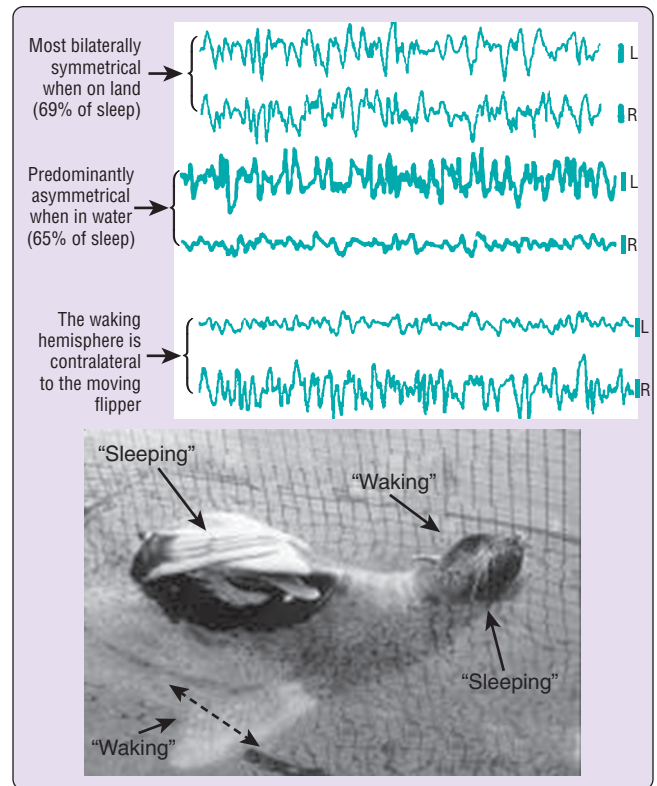 Most bilaterally
symmetrical
when on land
(69% of sleep)
L
R
Predominantly
asymmetrical
when in water
(65% of sleep)
L
R
The waking
hemisphere is
contralateral
to the moving
flipper
L
R
“Sleeping”
“Waking”
“Sleeping”
“Waking”